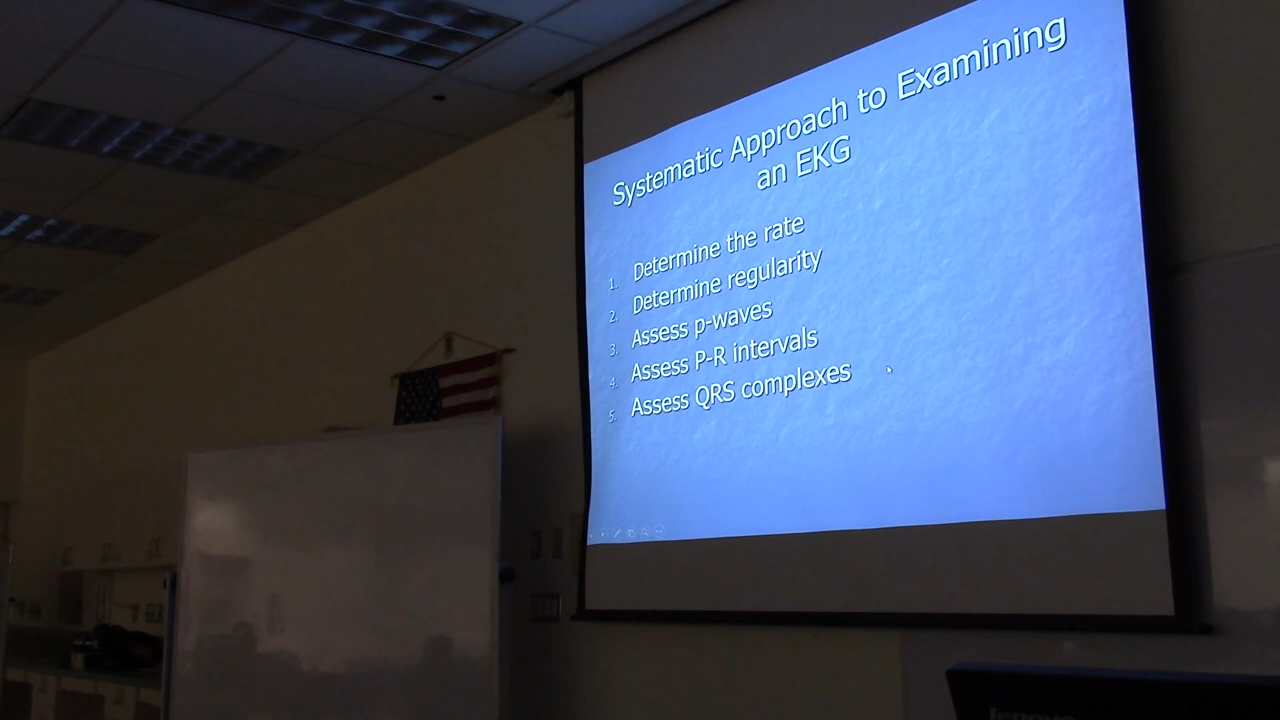 Systematic Approach to Examining
an EKG
1. Determine the rate
2. Determine regularity
3. Assess p-waves
4. Assess P-R intervals
5. Assess QRS complexes